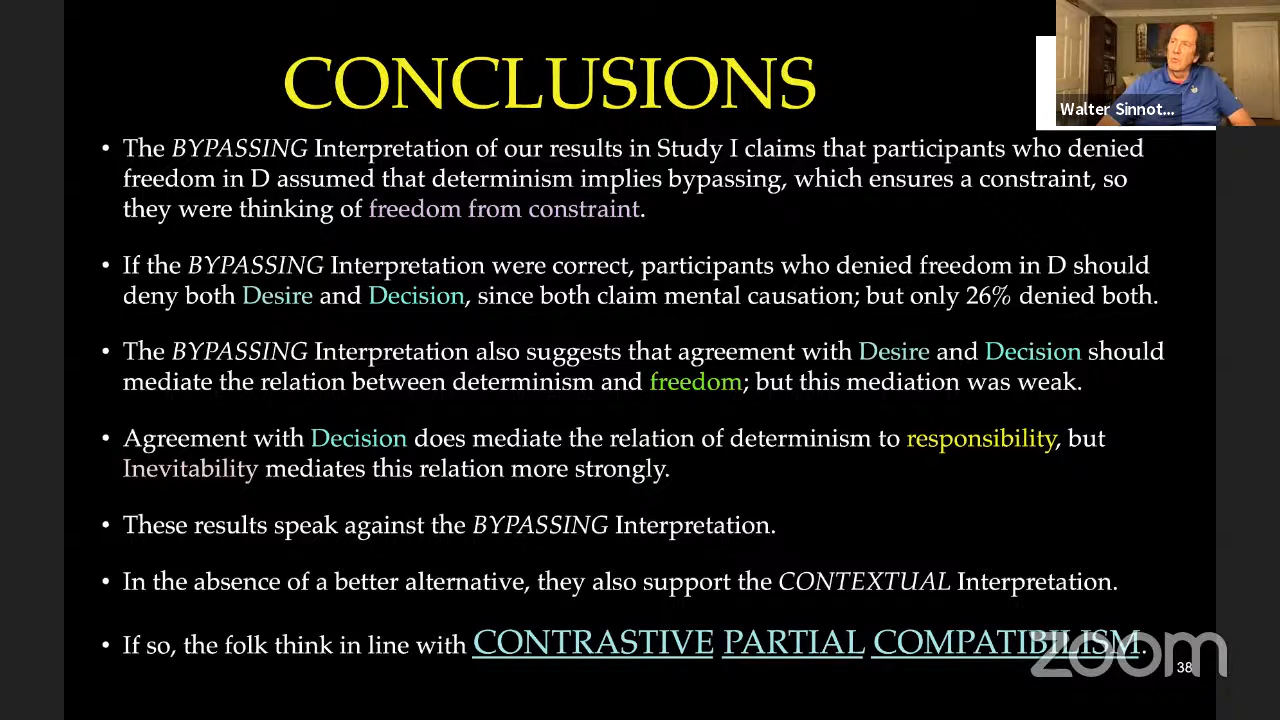 CONCLUSIONS
Walter Sinnot...
• The BYPASSING Interpretation of our results in Study I claims that participants who denied
freedom in D assumed that determinism implies bypassing, which ensures a constraint, so
they were thinking of freedom from constraint.
• If the BYPASSING Interpretation were correct, participants who denied freedom in D should
deny both Desire and Decision, since both claim mental causation; but only 26% denied both.
• The BYPASSING Interpretation also suggests that agreement with Desire and Decision should
mediate the relation between determinism and freedom; but this mediation was weak.
• Agreement with Decision does mediate the relation of determinism to responsibility, but
Inevitability mediates this relation more strongly.
• These results speak against the BYPASSING Interpretation.
• In the absence of a better alternative, they also support the CONTEXTUAL Interpretation.
• If so, the folk think in line with CONTRASTIVE PARTIAL COMPATIBILISM.
zoom
38